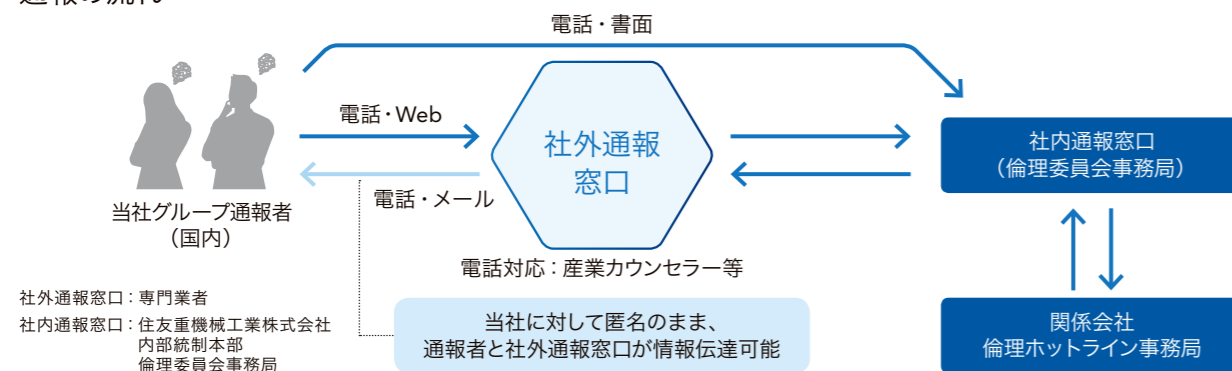 通報の流れ
電話・書面
電話・Web
社外通報
窓口
社内通報窓口
（倫理委員会事務局）
電話・メール
当社グループ通報者
（国内）
電話対応：産業カウンセラー等
社外通報窓口：専門業者
社内通報窓口：住友重機械工業株式会社
内部統制本部
倫理委員会事務局
当社に対して匿名のまま、
通報者と社外通報窓口が情報伝達可能
関係会社
倫理ホットライン事務局